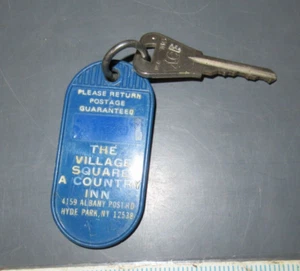 PLEASE RETURN
POSTAGE
GUARANTEED
THE
VILLAGE
SQUARE
A COUNTRY
INN
4159 ALBANY POST RD
HYDE PARK, NY 12538